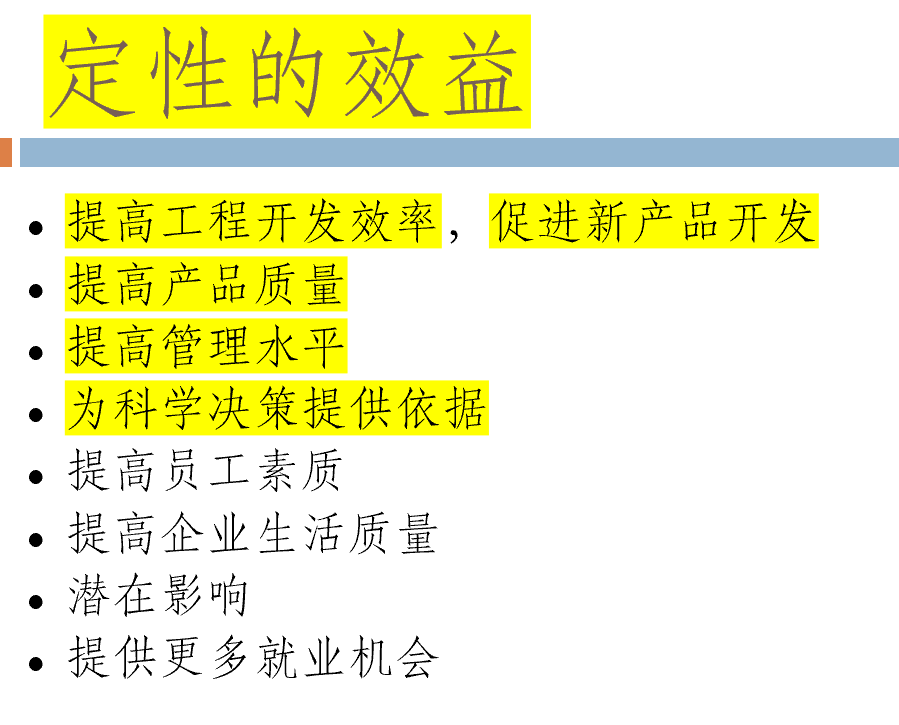 定性的效益
• 提高工程开发效率，促进新产品开发
• 提高产品质量
• 提高管理水平
• 为科学决策提供依据
• 提高员工素质
• 提高企业生活质量
• 潜在影响
• 提供更多就业机会